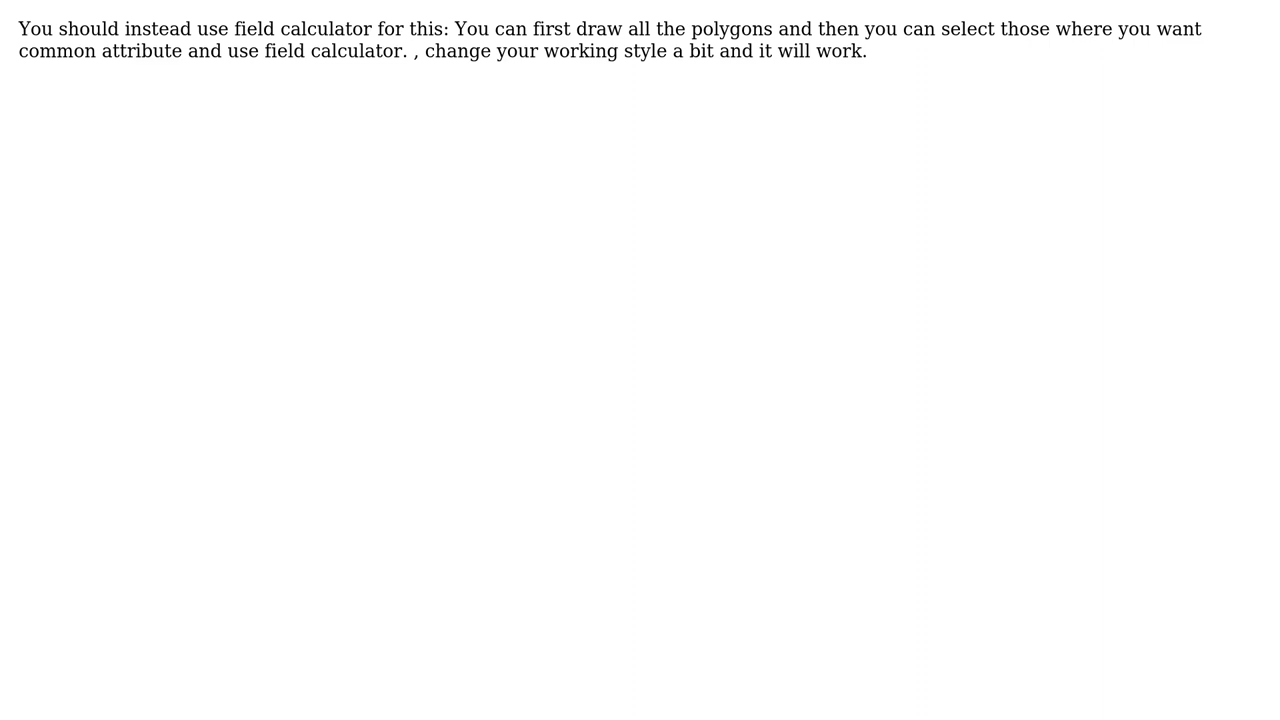 You should instead use field calculator for this: You can first draw all the polygons and then you can select those where you want
common attribute and use field calculator. , change your working style a bit and it will work.